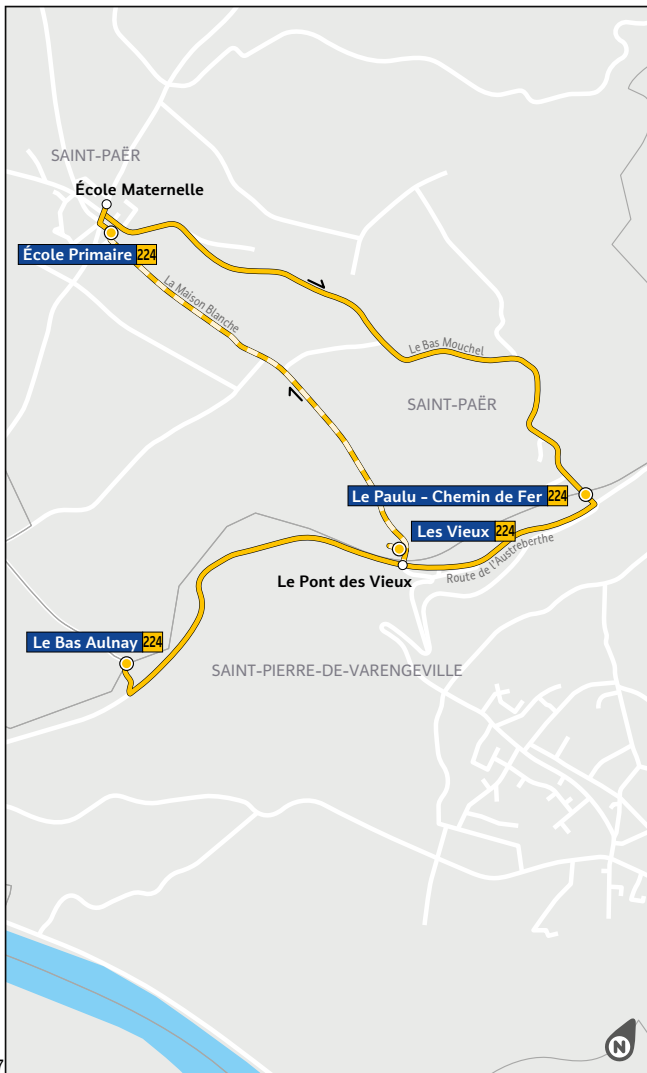 SAINT-PAËR
École Maternelle
École Primaire 224
La Maison Blanche
Le Bas Mouchel
SAINT-PAËR
Le Paulu - Chemin de Fer 224
Les Vieux 224
Route de l'Austreberthe
Le Pont des Vieux
Le Bas Aulnay 224
SAINT-PIERRE-DE-VARENGEVILLE
N
7